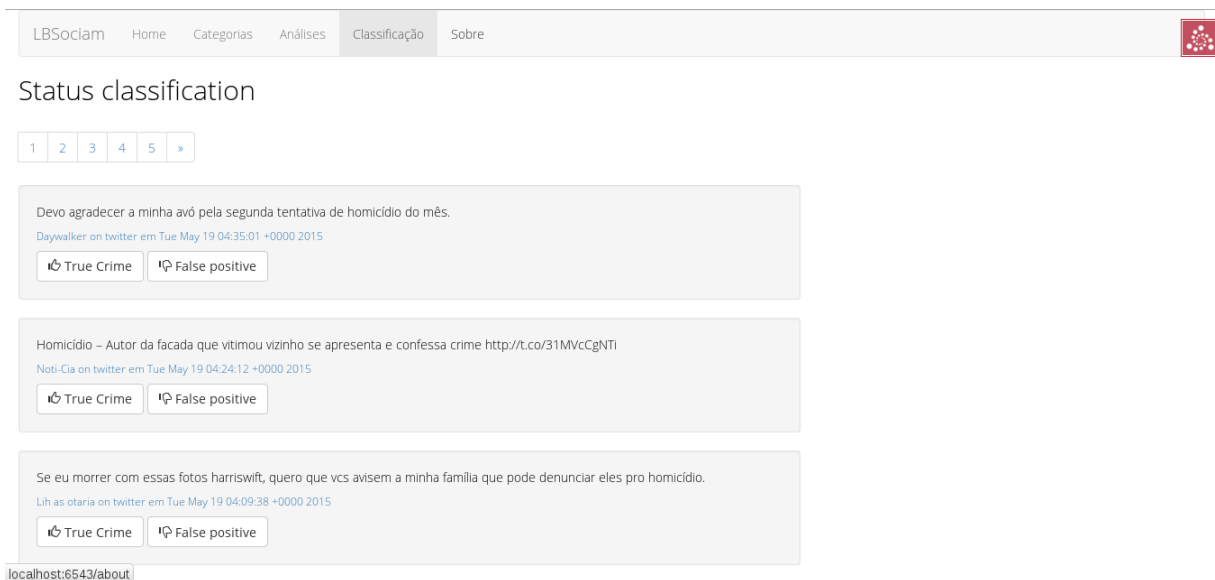 LBSociam Home Categorias Análises Classificação Sobre
Status classification
1 2 3 4 5 »
Devo agradecer a minha avó pela segunda tentativa de homicídio do mês.
Daywalker on twitter em Tue May 19 04:35:01 +0000 2015
True Crime False positive
Homicídio – Autor da facada que vitimou vizinho se apresenta e confessa crime http://t.co/31MVcCgNTi
Noti-Cia on twitter em Tue May 19 04:24:12 +0000 2015
True Crime False positive
Se eu morrer com essas fotos harriswift, quero que vcs avisem a minha família que pode denunciar eles pro homicídio.
Lih as otaria on twitter em Tue May 19 04:09:38 +0000 2015
True Crime False positive
localhost:6543/about